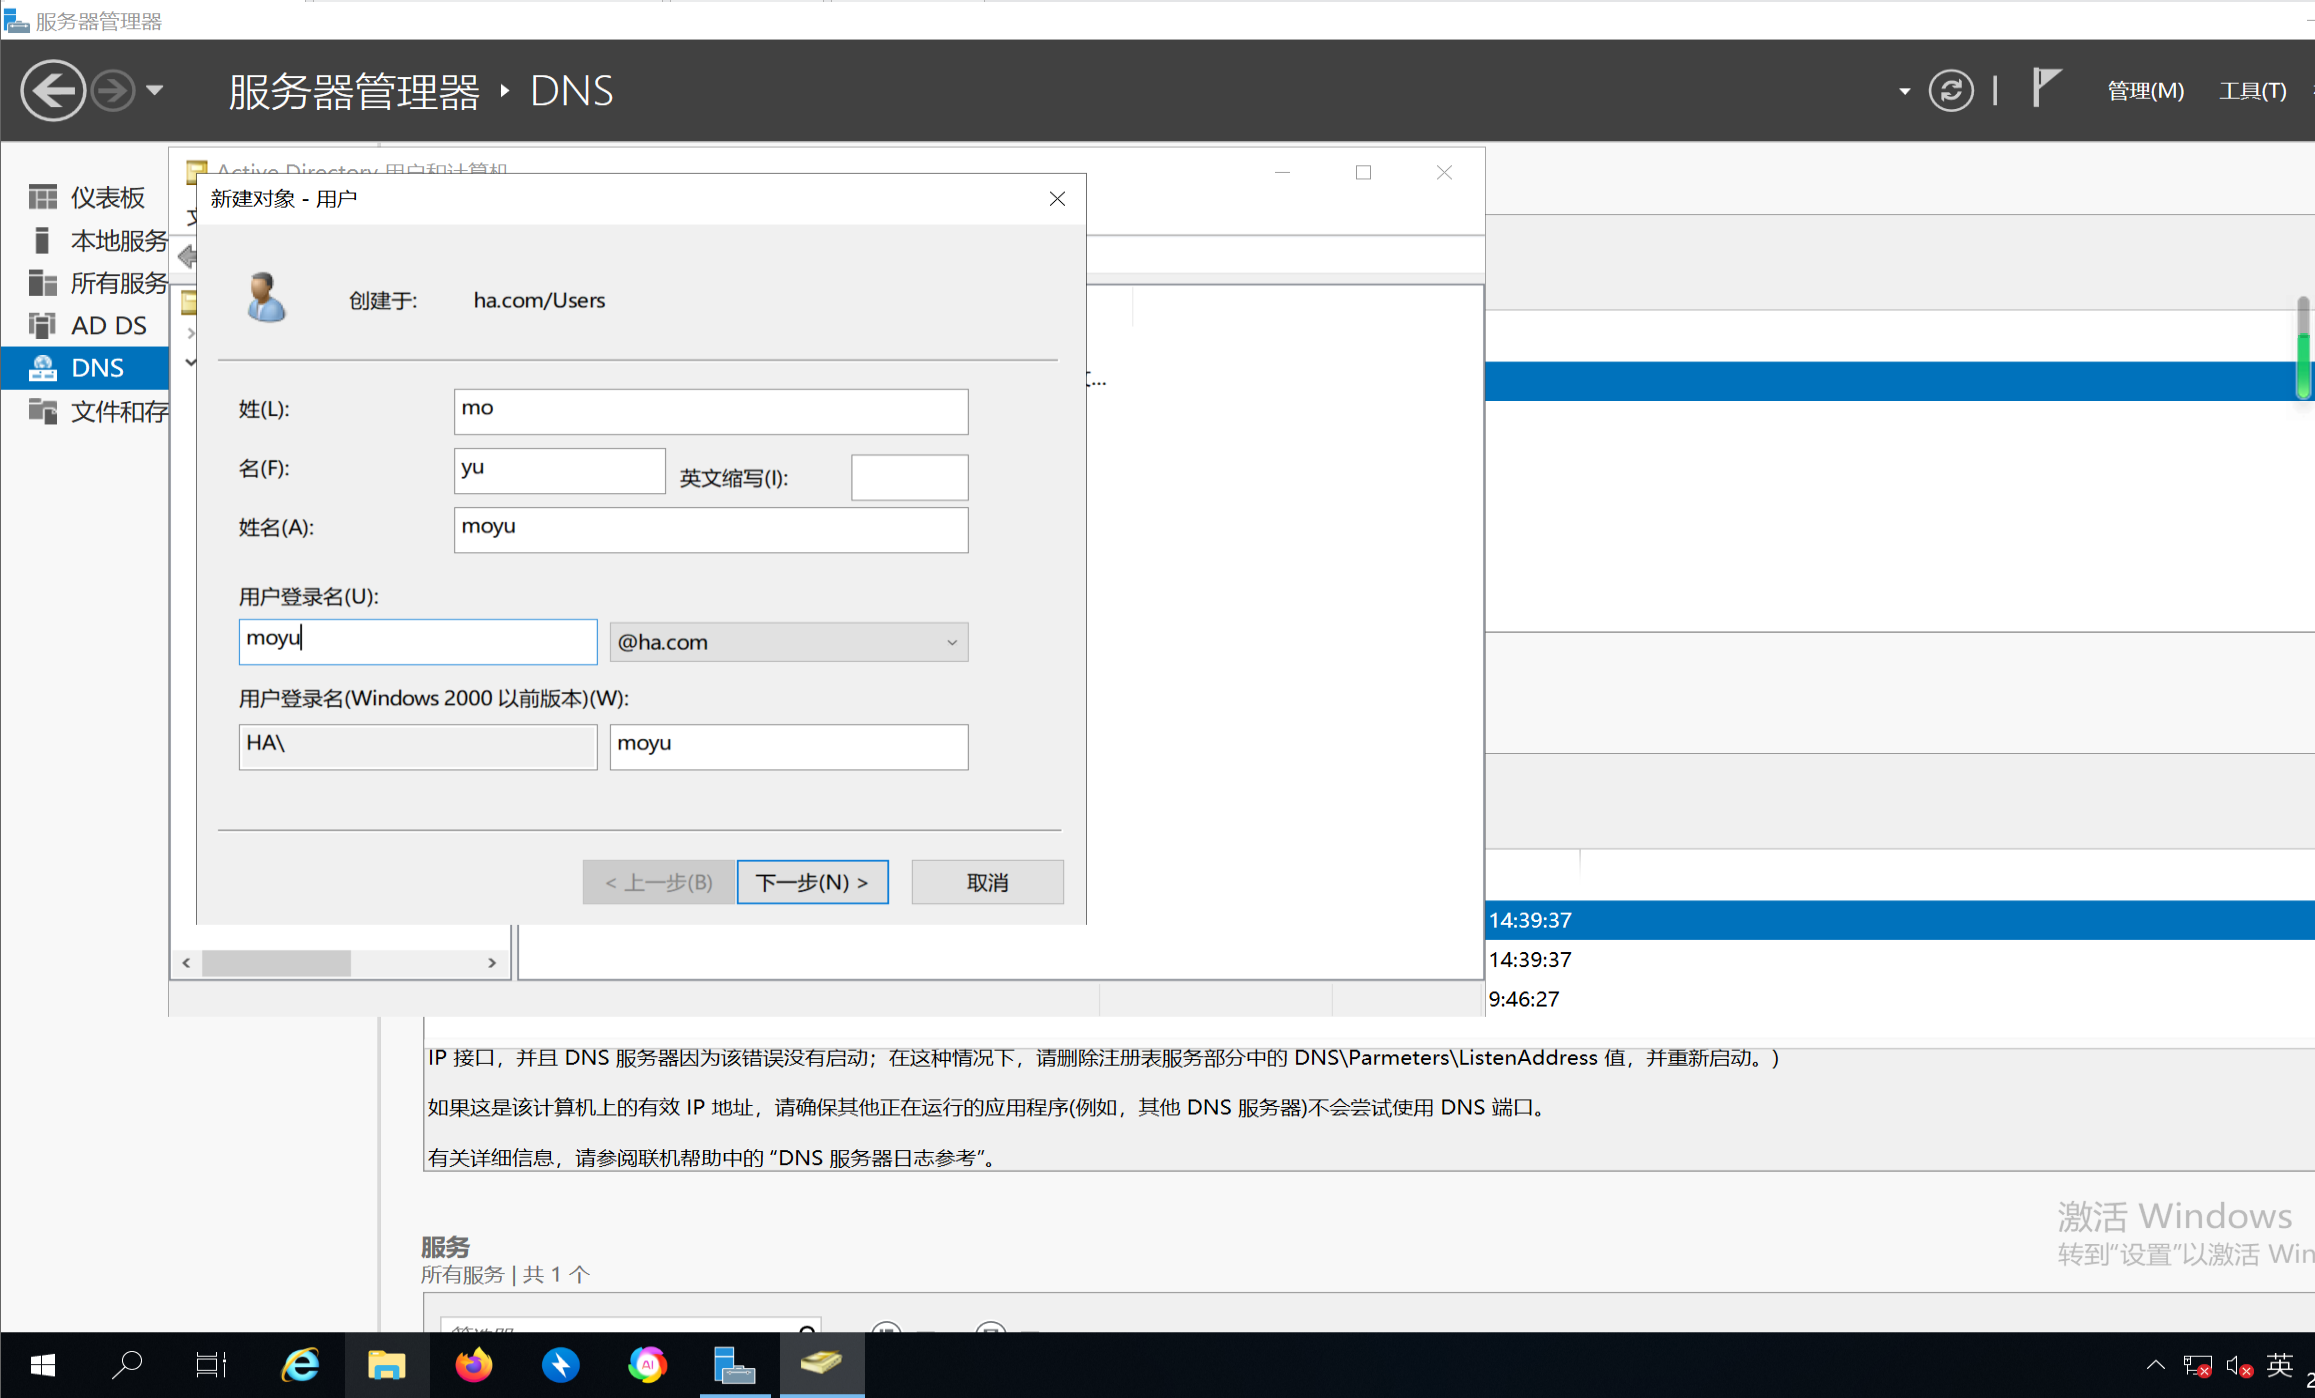 服务器管理器
服务器管理器 DNS
管理(M) 工具(T)
仪表板
本地服务
所有服务
AD DS
DNS
文件和存
Active Directory 用户和计算机
新建对象 - 用户
创建于: ha.com/Users
姓(L): mo
名(F): yu 英文缩写(I):
姓名(A): moyu
用户登录名(U):
moyu @ha.com
用户登录名(Windows 2000 以前版本)(W):
HA\ moyu
< 上一步(B) 下一步(N) > 取消
14:39:37
14:39:37
9:46:27
IP 接口，并且 DNS 服务器因为该错误没有启动；在这种情况下，请删除注册表服务部分中的 DNS\Parmeters\ListenAddress 值，并重新启动。)
如果这是该计算机上的有效 IP 地址，请确保其他正在运行的应用程序(例如，其他 DNS 服务器)不会尝试使用 DNS 端口。
有关详细信息，请参阅联机帮助中的 “DNS 服务器日志参考”。
服务
所有服务 | 共 1 个
激活 Windows
转到"设置"以激活 Win
AI
英